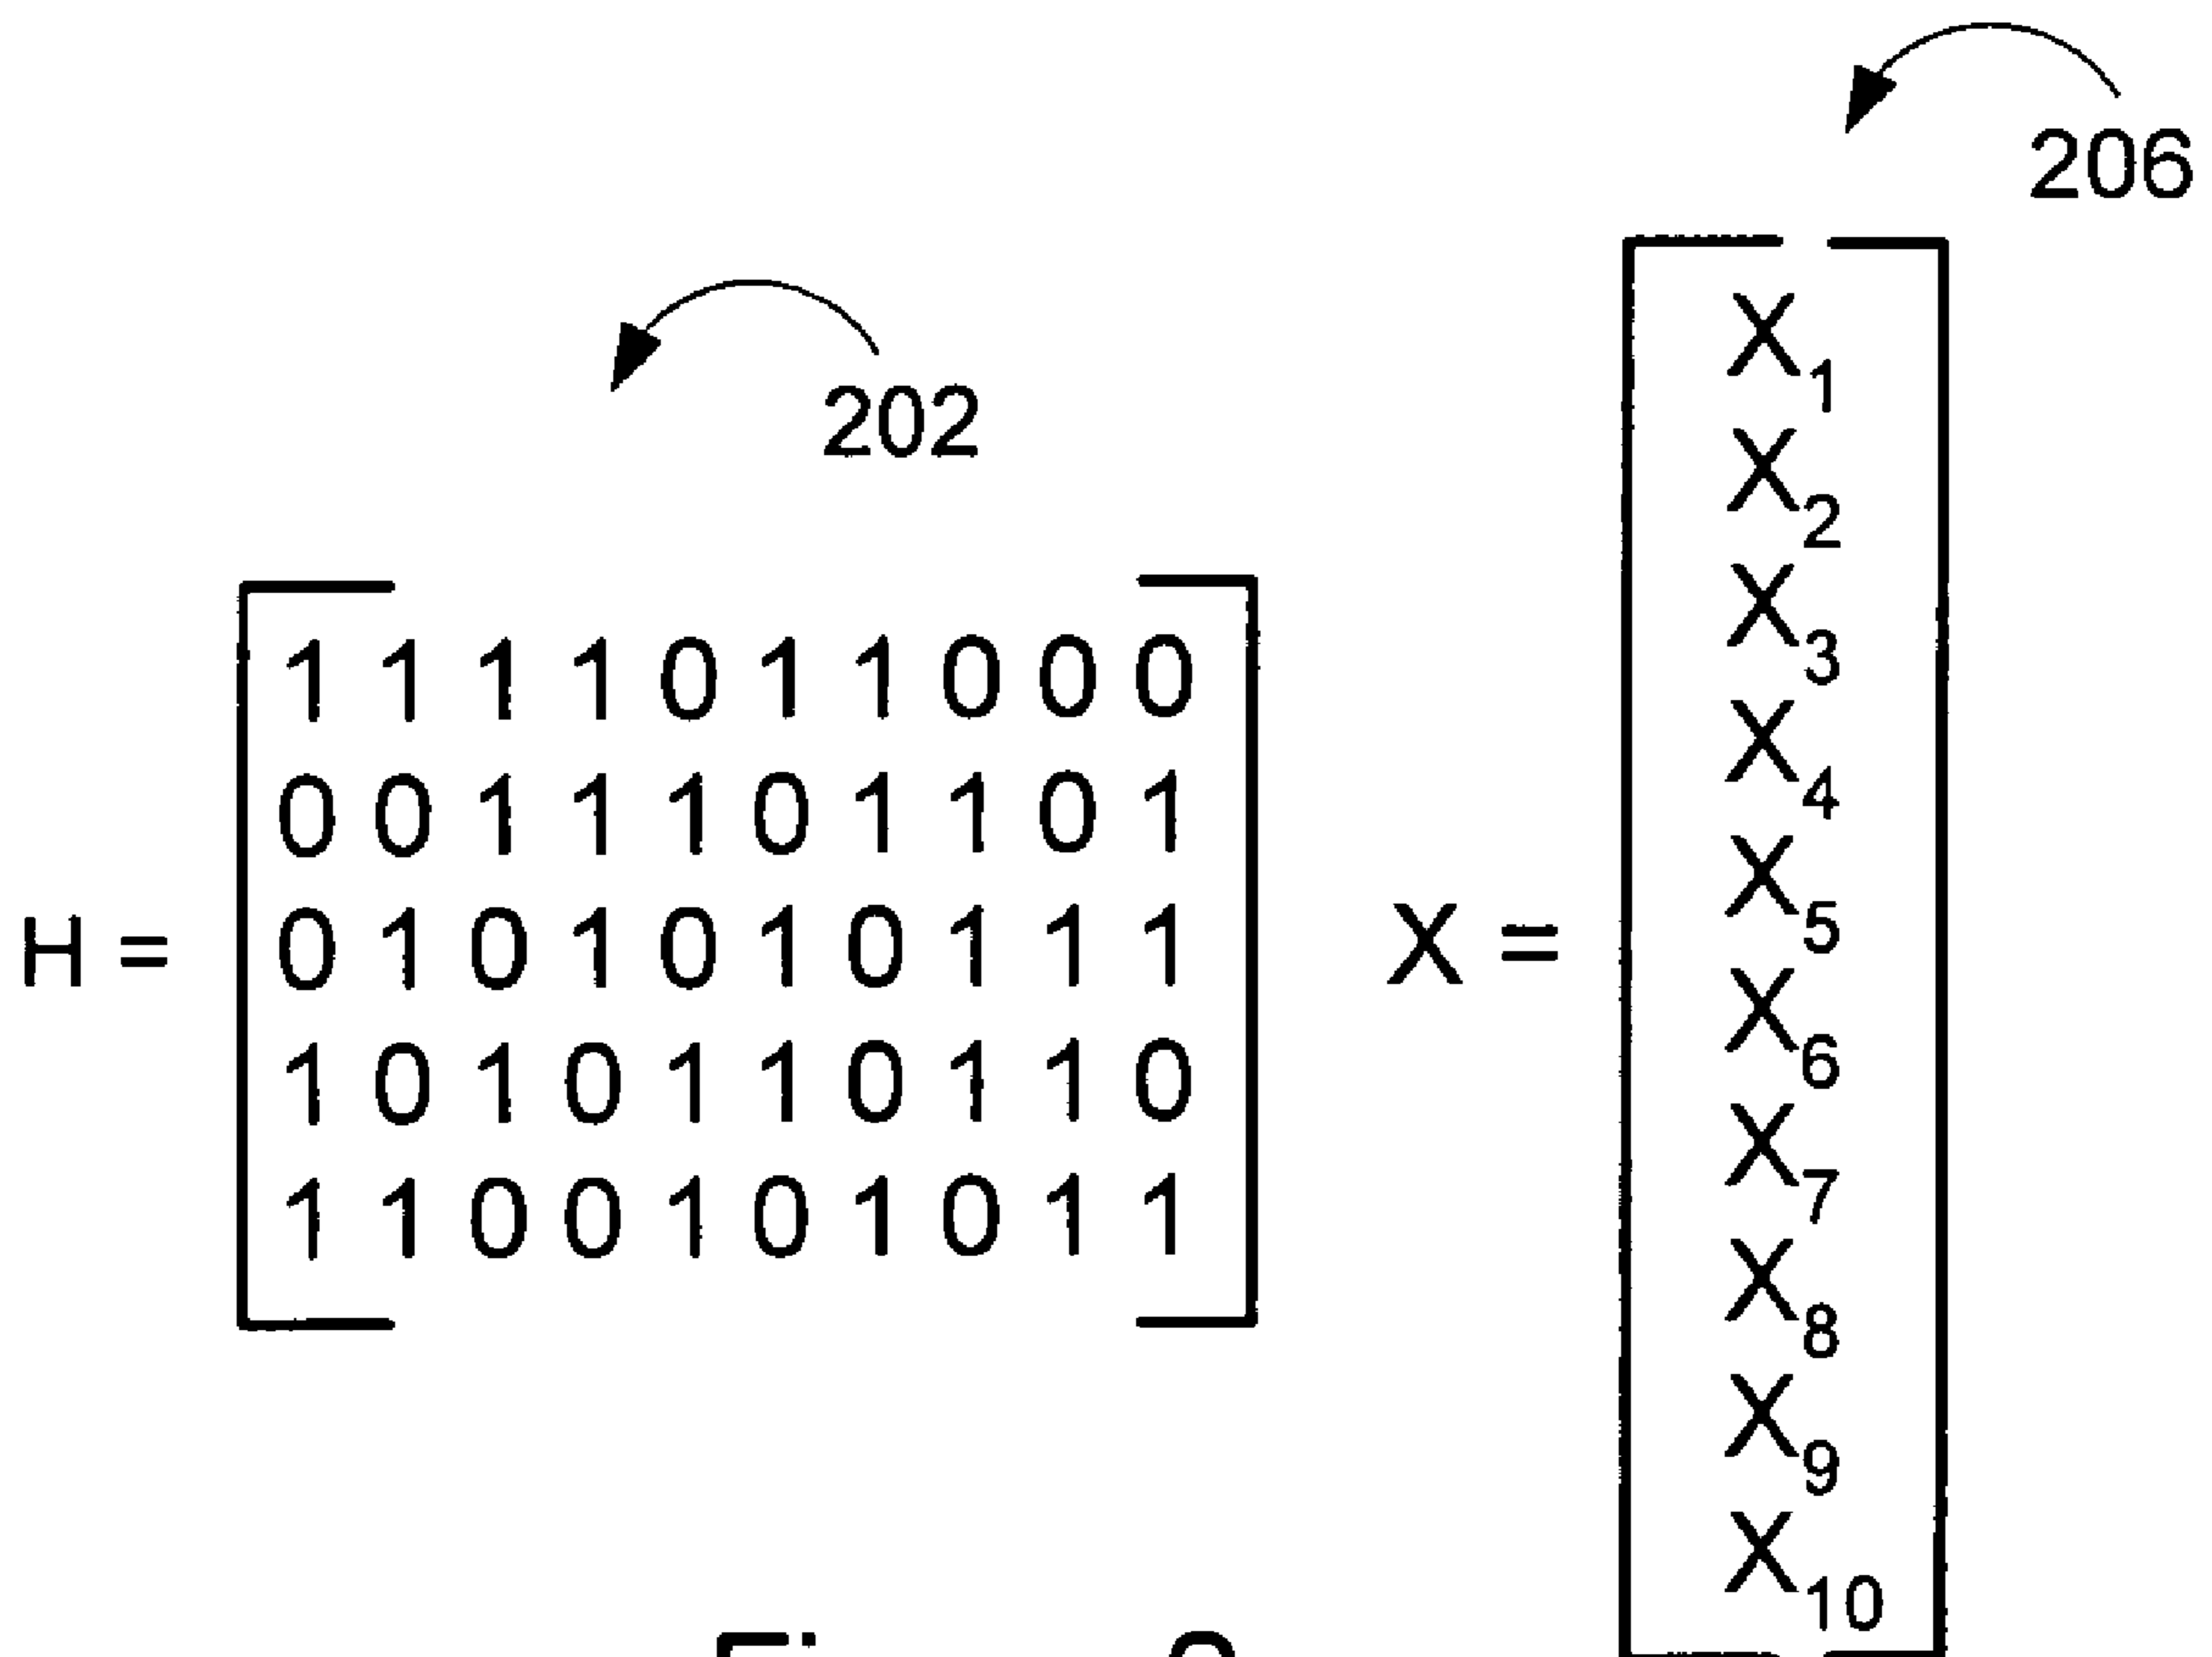 206
202
H =
1 1 1 1 0 1 1 0 0 0
0 0 1 1 1 0 1 1 0 1
0 1 0 1 0 1 0 1 1 1
1 0 1 0 1 1 0 1 1 0
1 1 0 0 1 0 1 0 1 1
X =
X₁
X₂
X₃
X₄
X₅
X₆
X₇
X₈
X₉
X₁₀